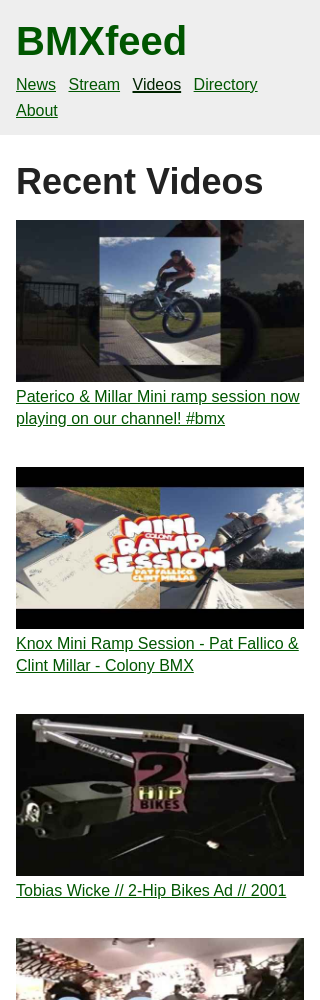 BMXfeed
News Stream Videos Directory
About
Recent Videos
Paterico & Millar Mini ramp session now
playing on our channel! #bmx
MINI
COLONY
RAMP
SESSION
PAT FALLICO
CLINT MILLAR
Knox Mini Ramp Session - Pat Fallico &
Clint Millar - Colony BMX
2
HIP
BIKES
Tobias Wicke // 2-Hip Bikes Ad // 2001